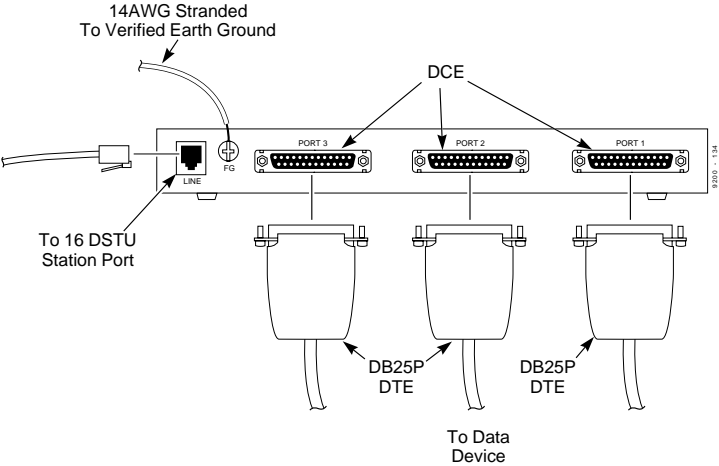 14AWG Stranded
To Verified Earth Ground
DCE
PORT 3
PORT 2
PORT 1
LINE
FG
9200 - 134
To 16 DSTU
Station Port
DB25P
DTE
DB25P
DTE
To Data
Device